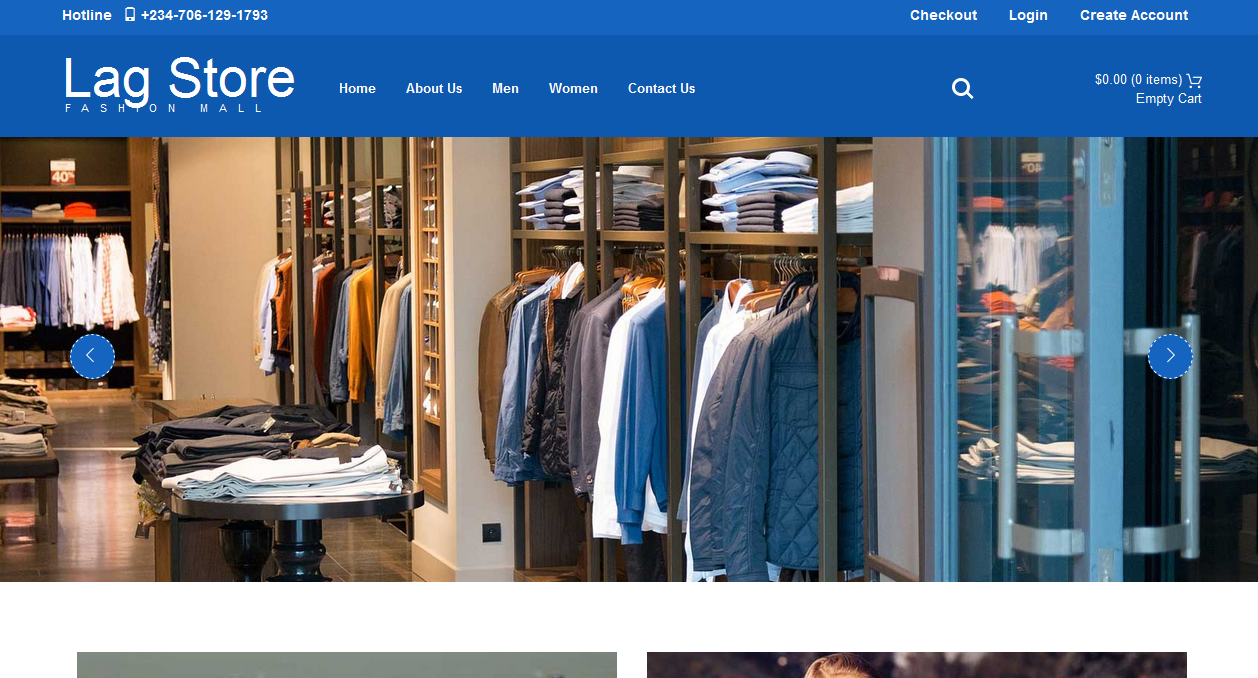 Hotline +234-706-129-1793
Checkout Login Create Account
Lag Store
FASHION MALL
Home About Us Men Women Contact Us
$0.00 (0 items)
Empty Cart
40%